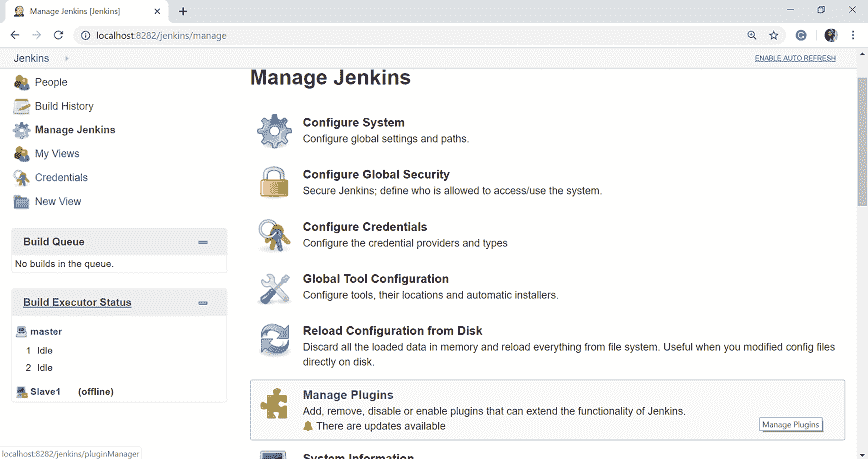 Manage Jenkins [Jenkins]
localhost:8282/jenkins/manage
Jenkins
ENABLE AUTO REFRESH
People
Build History
Manage Jenkins
My Views
Credentials
New View
Build Queue
No builds in the queue.
Build Executor Status
master
1 Idle
2 Idle
Slave1 (offline)
Manage Jenkins
Configure System
Configure global settings and paths.
Configure Global Security
Secure Jenkins; define who is allowed to access/use the system.
Configure Credentials
Configure the credential providers and types
Global Tool Configuration
Configure tools, their locations and automatic installers.
Reload Configuration from Disk
Discard all the loaded data in memory and reload everything from file system. Useful when you modified config files
directly on disk.
Manage Plugins
Add, remove, disable or enable plugins that can extend the functionality of Jenkins.
There are updates available
Manage Plugins
System Information
localhost:8282/jenkins/pluginManager